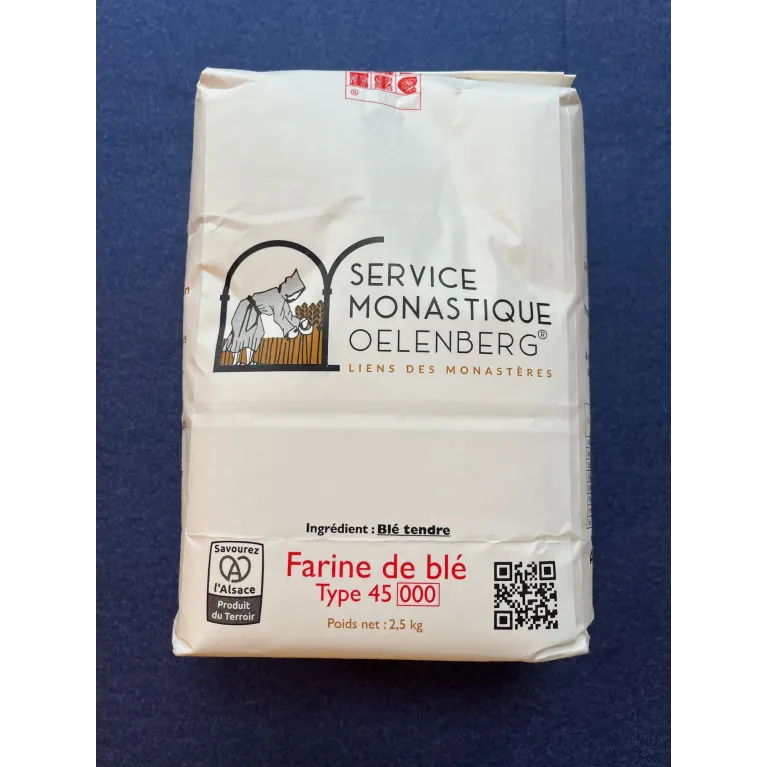 SERVICE
MONASTIQUE
OELENBERG®
LIENS DES MONASTÈRES
Ingrédient : Blé tendre
Savourez
l'Alsace
Produit
du Terroir
Farine de blé
Type 45 000
Poids net : 2,5 kg